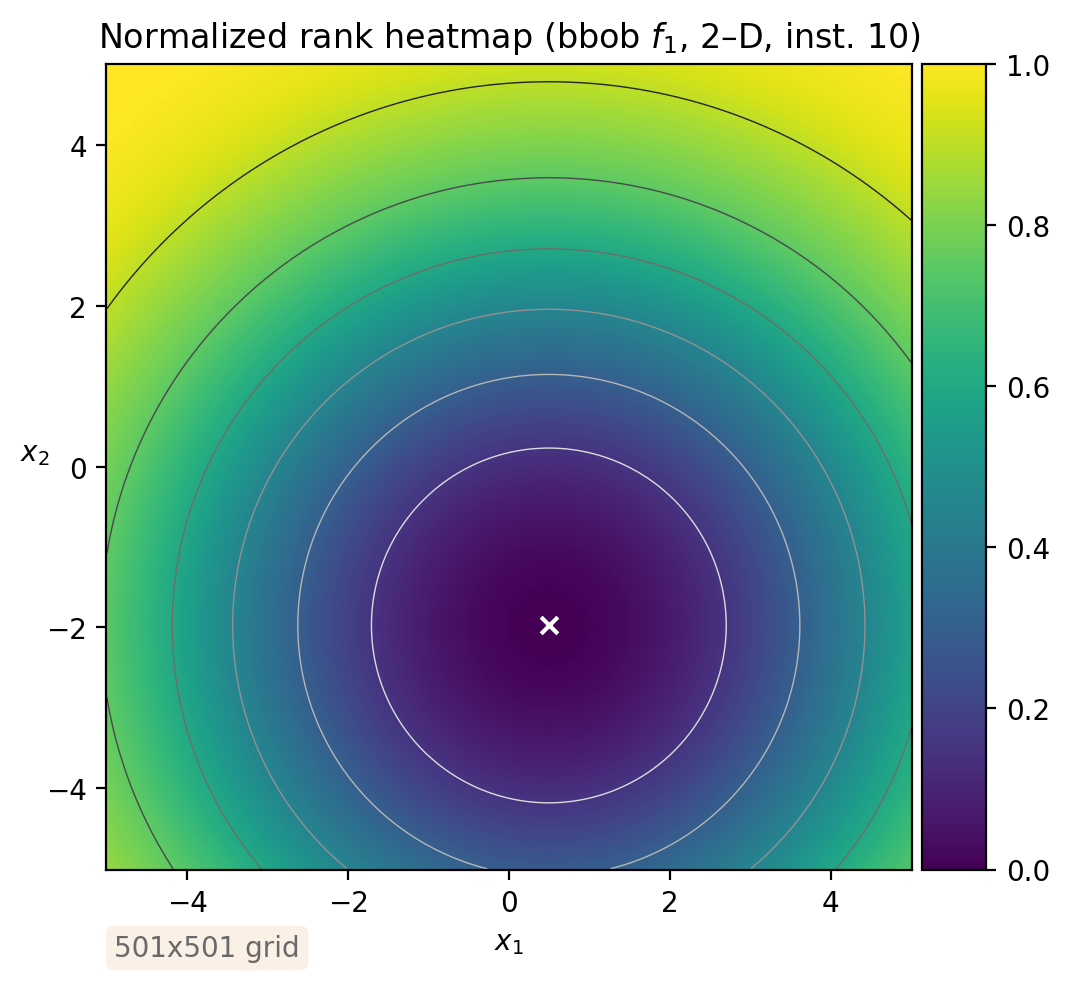 Normalized rank heatmap (bbob f₁, 2–D, inst. 10)
1.0
0.8
0.6
0.4
0.2
0.0
4
2
0
−2
−4
x₂
−4 −2 0 2 4
x₁
501x501 grid